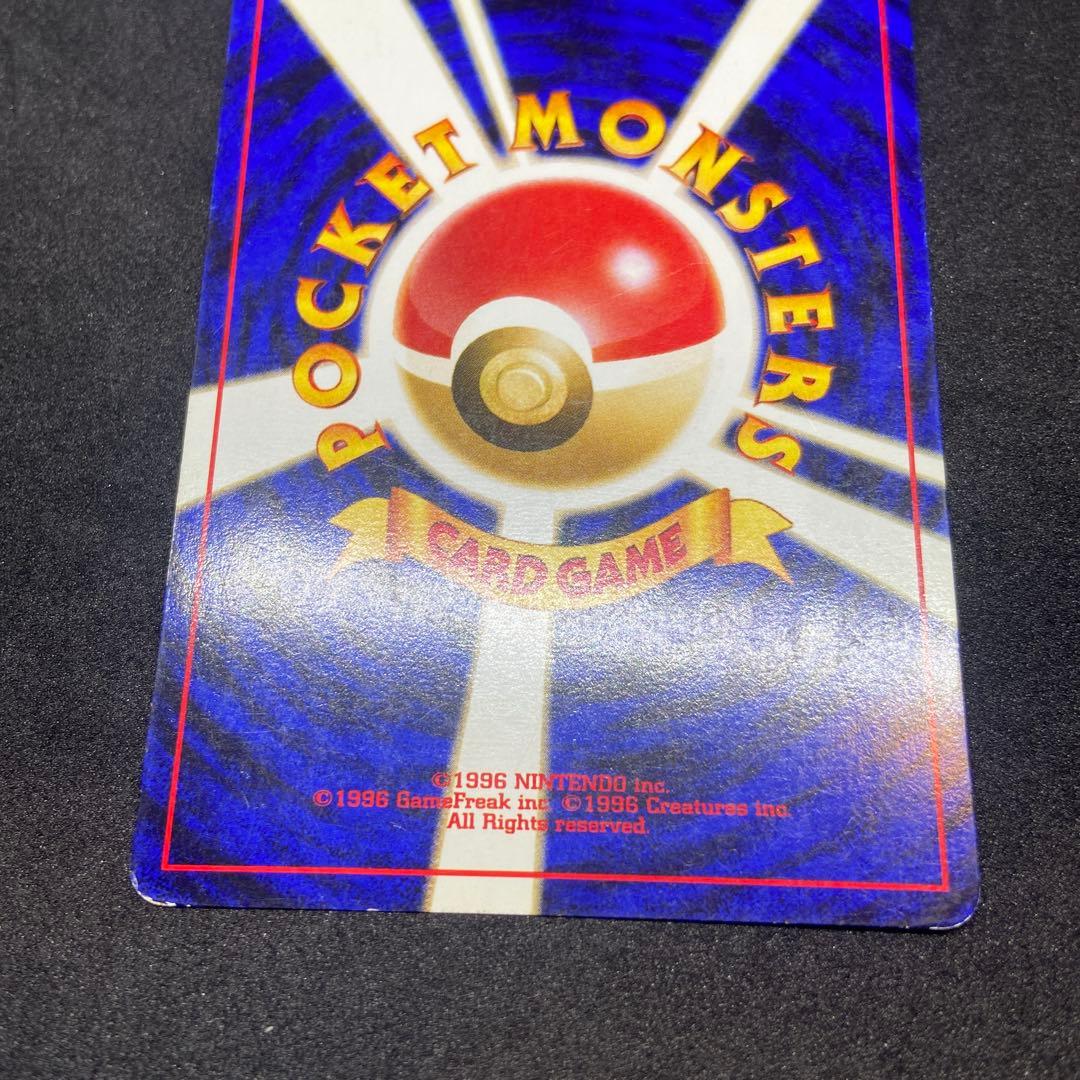 POCKET MONSTERS
CARD GAME
©1996 NINTENDO inc.
©1996 GameFreak inc ©1996 Creatures inc.
All Rights reserved.